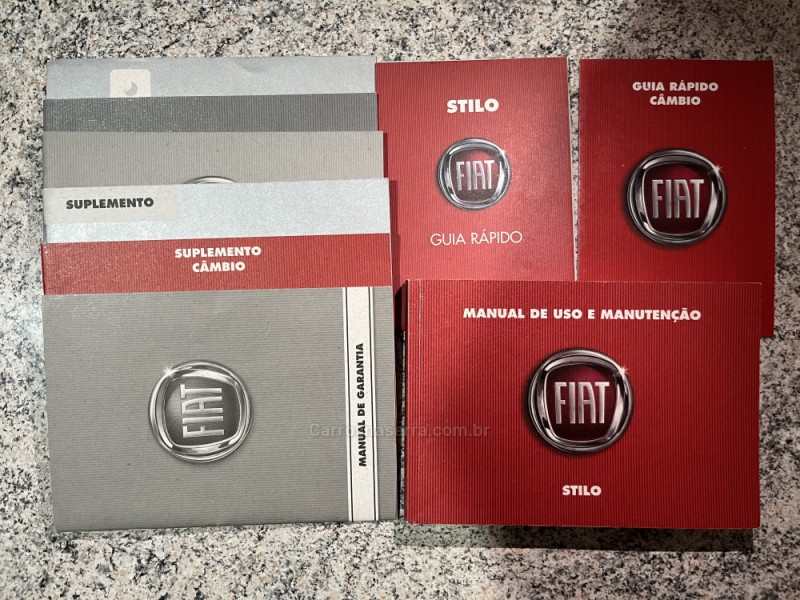 STILO
FIAT
GUIA RÁPIDO
GUIA RÁPIDO
CÂMBIO
FIAT
SUPLEMENTO
SUPLEMENTO
CÂMBIO
FIAT
MANUAL DE GARANTIA
MANUAL DE USO E MANUTENÇÃO
FIAT
STILO